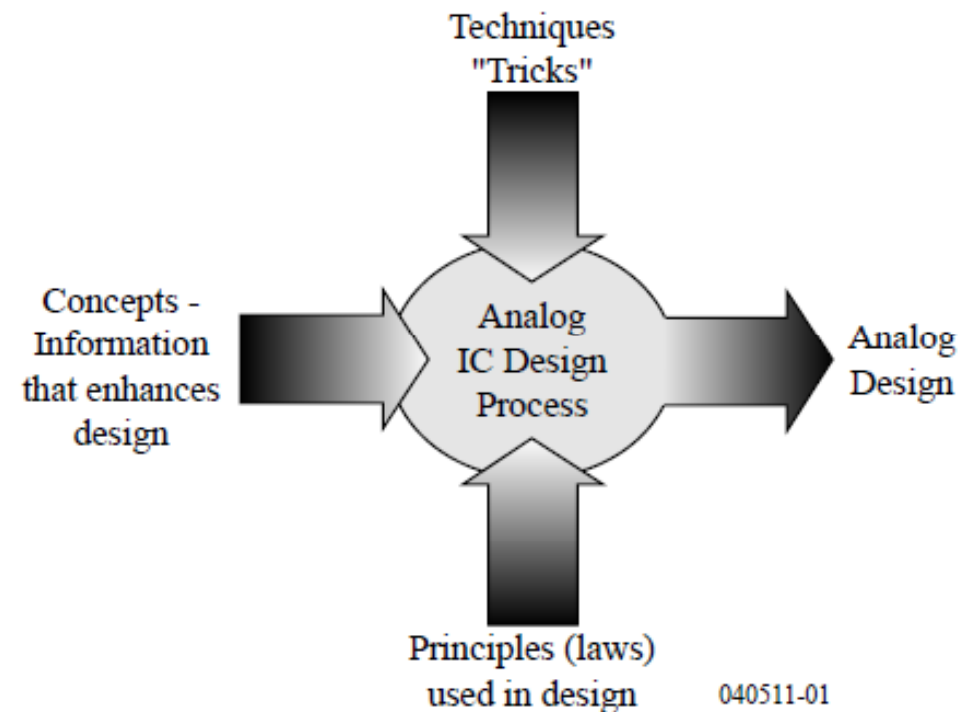 Techniques
"Tricks"
Concepts -
Information
that enhances
design
Analog
IC Design
Process
Analog
Design
Principles (laws)
used in design
040511-01